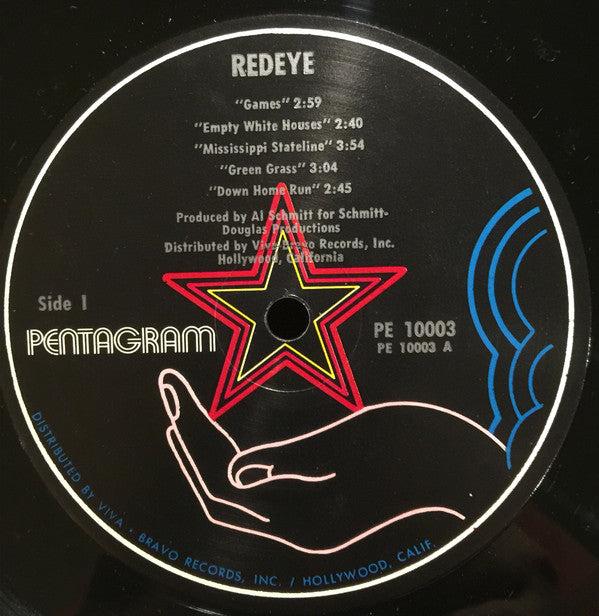 REDEYE
"Games" 2:59
"Empty White Houses" 2:40
"Mississippi Stateline" 3:54
"Green Grass" 3:04
"Down Home Run" 2:45
Produced by Al Schmitt for Schmitt-
Douglas Productions
Distributed by Viva/Bravo Records, Inc.
Hollywood, California
Side 1
PENTAGRAM
PE 10003
PE 10003 A
DISTRIBUTED BY VIVA · BRAVO RECORDS, INC. / HOLLYWOOD, CALIF.